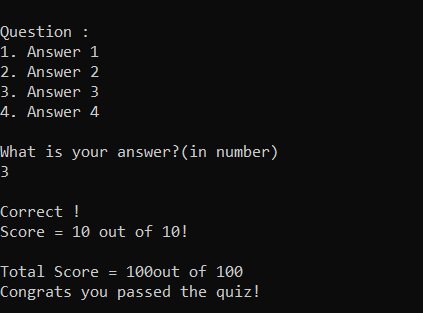 Question :
1. Answer 1
2. Answer 2
3. Answer 3
4. Answer 4
What is your answer?(in number)
3
Correct !
Score = 10 out of 10!
Total Score = 100out of 100
Congrats you passed the quiz!